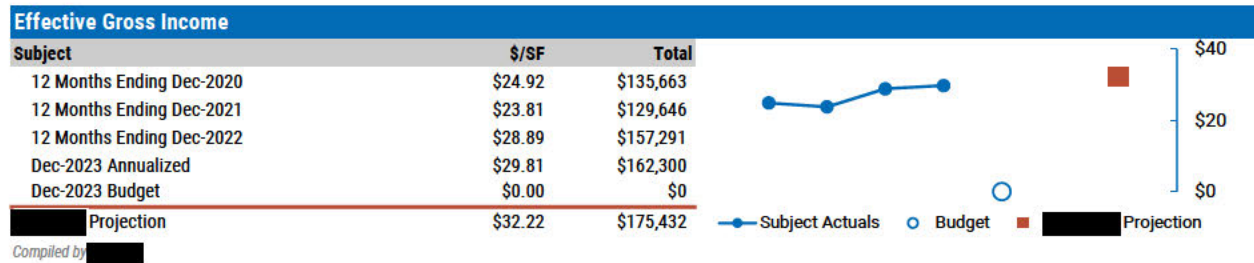 Effective Gross Income
Subject $/SF Total
12 Months Ending Dec-2020 $24.92 $135,663
12 Months Ending Dec-2021 $23.81 $129,646
12 Months Ending Dec-2022 $28.89 $157,291
Dec-2023 Annualized $29.81 $162,300
Dec-2023 Budget $0.00 $0
Projection $32.22 $175,432
Compiled by
$40
$20
$0
Subject Actuals Budget Projection